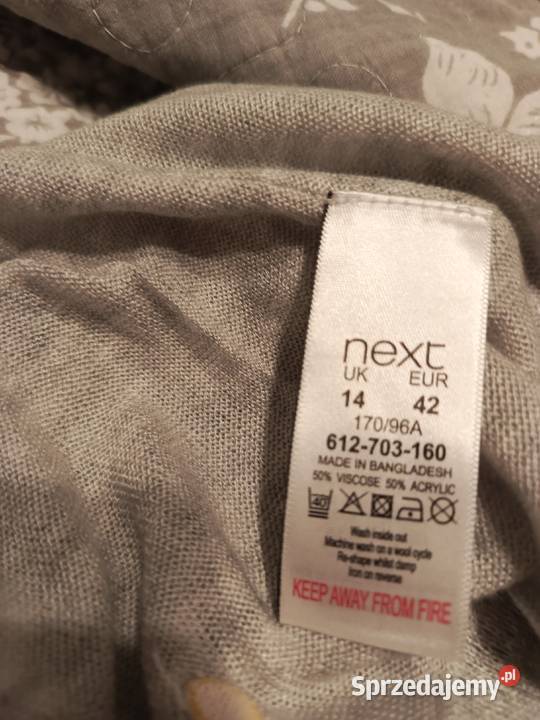 next
UK EUR
14 42
170/96A
612-703-160
MADE IN BANGLADESH
50% VISCOSE 50% ACRYLIC
40
Wash inside out
Machine wash on a wool cycle
Re-shape whilst damp
Iron on reverse
KEEP AWAY FROM FIRE
Sprzedajemy.pl